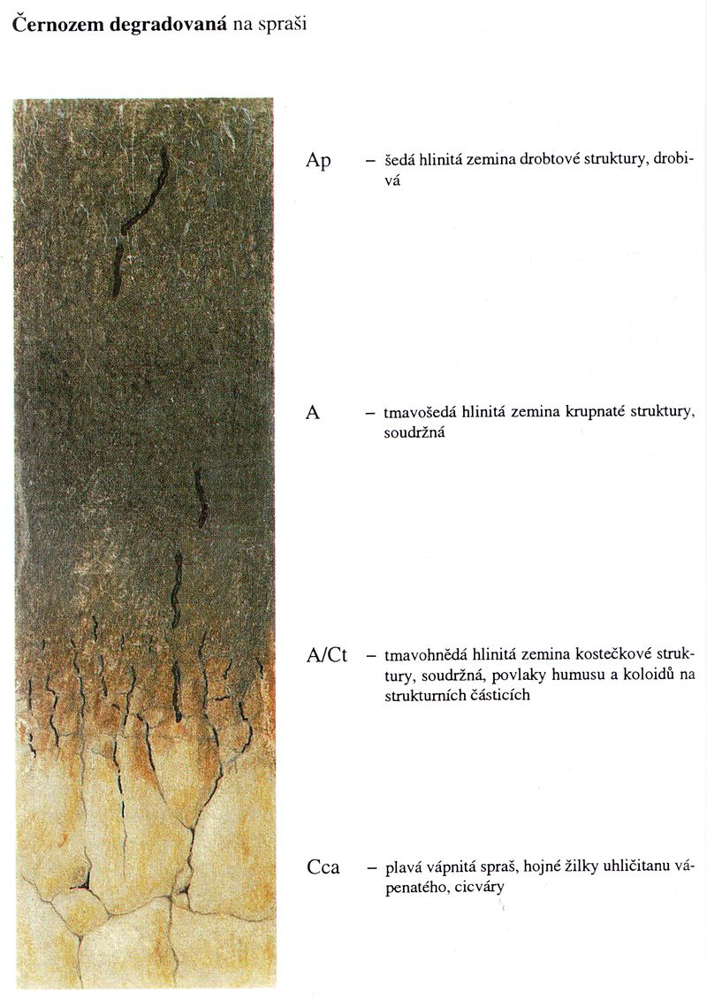 Černozem degradovaná na spraši
Ap – šedá hlinitá zemina drobtové struktury, drobi-
vá
A – tmavošedá hlinitá zemina krupnaté struktury,
soudržná
A/Ct – tmavohnědá hlinitá zemina kostečkové struk-
tury, soudržná, povlaky humusu a koloidů na
strukturních částicích
Cca – plavá vápnitá spraš, hojné žilky uhličitanu vá-
penatého, cicváry